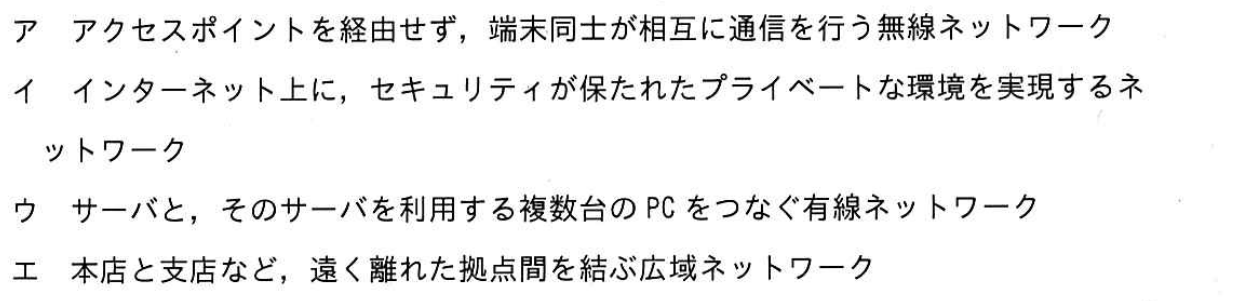 ア　アクセスポイントを経由せず，端末同士が相互に通信を行う無線ネットワーク
イ　インターネット上に，セキュリティが保たれたプライベートな環境を実現するネ
ットワーク
ウ　サーバと，そのサーバを利用する複数台の PC をつなぐ有線ネットワーク
エ　本店と支店など，遠く離れた拠点間を結ぶ広域ネットワーク